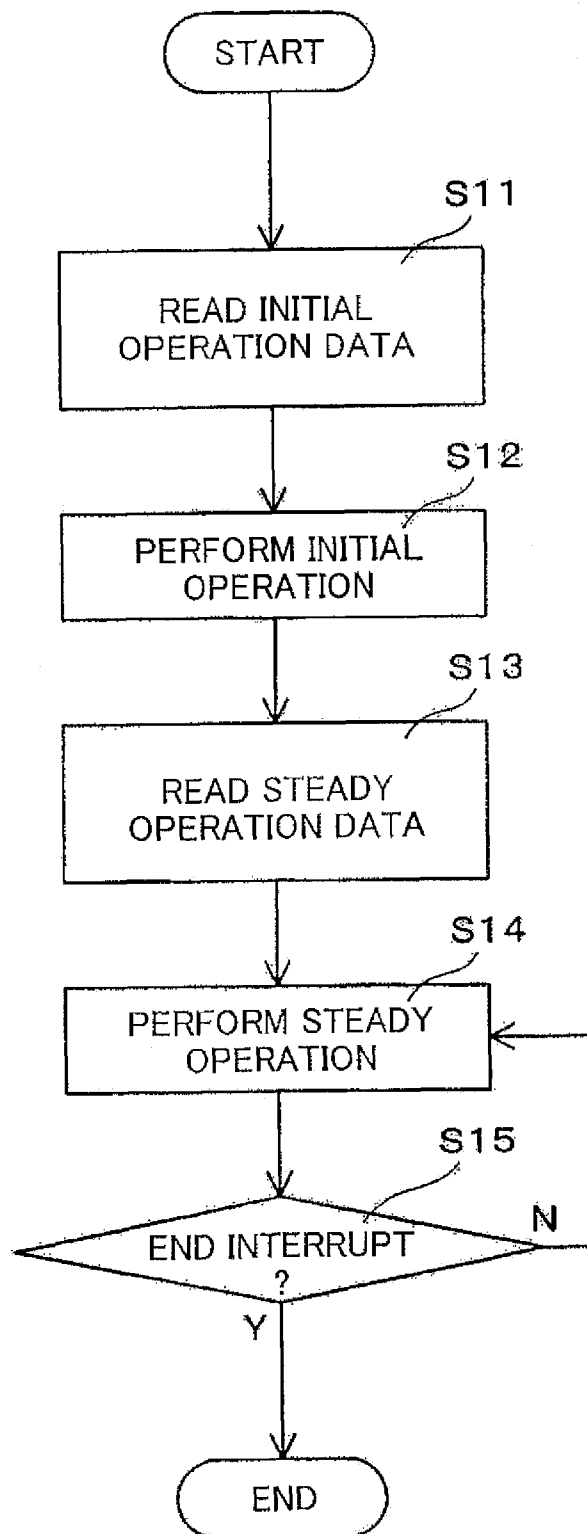 START
S11
READ INITIAL
OPERATION DATA
S12
PERFORM INITIAL
OPERATION
S13
READ STEADY
OPERATION DATA
S14
PERFORM STEADY
OPERATION
S15
END INTERRUPT
?
N
Y
END